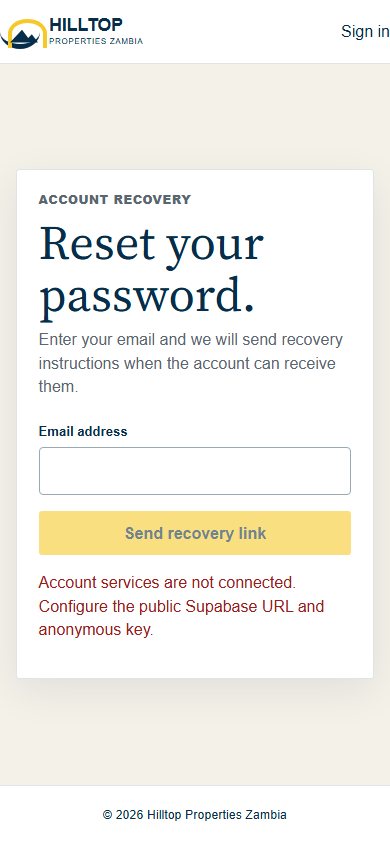 HILLTOP
PROPERTIES ZAMBIA
Sign in
ACCOUNT RECOVERY
Reset your
password.
Enter your email and we will send recovery
instructions when the account can receive
them.
Email address
Send recovery link
Account services are not connected.
Configure the public Supabase URL and
anonymous key.
© 2026 Hilltop Properties Zambia